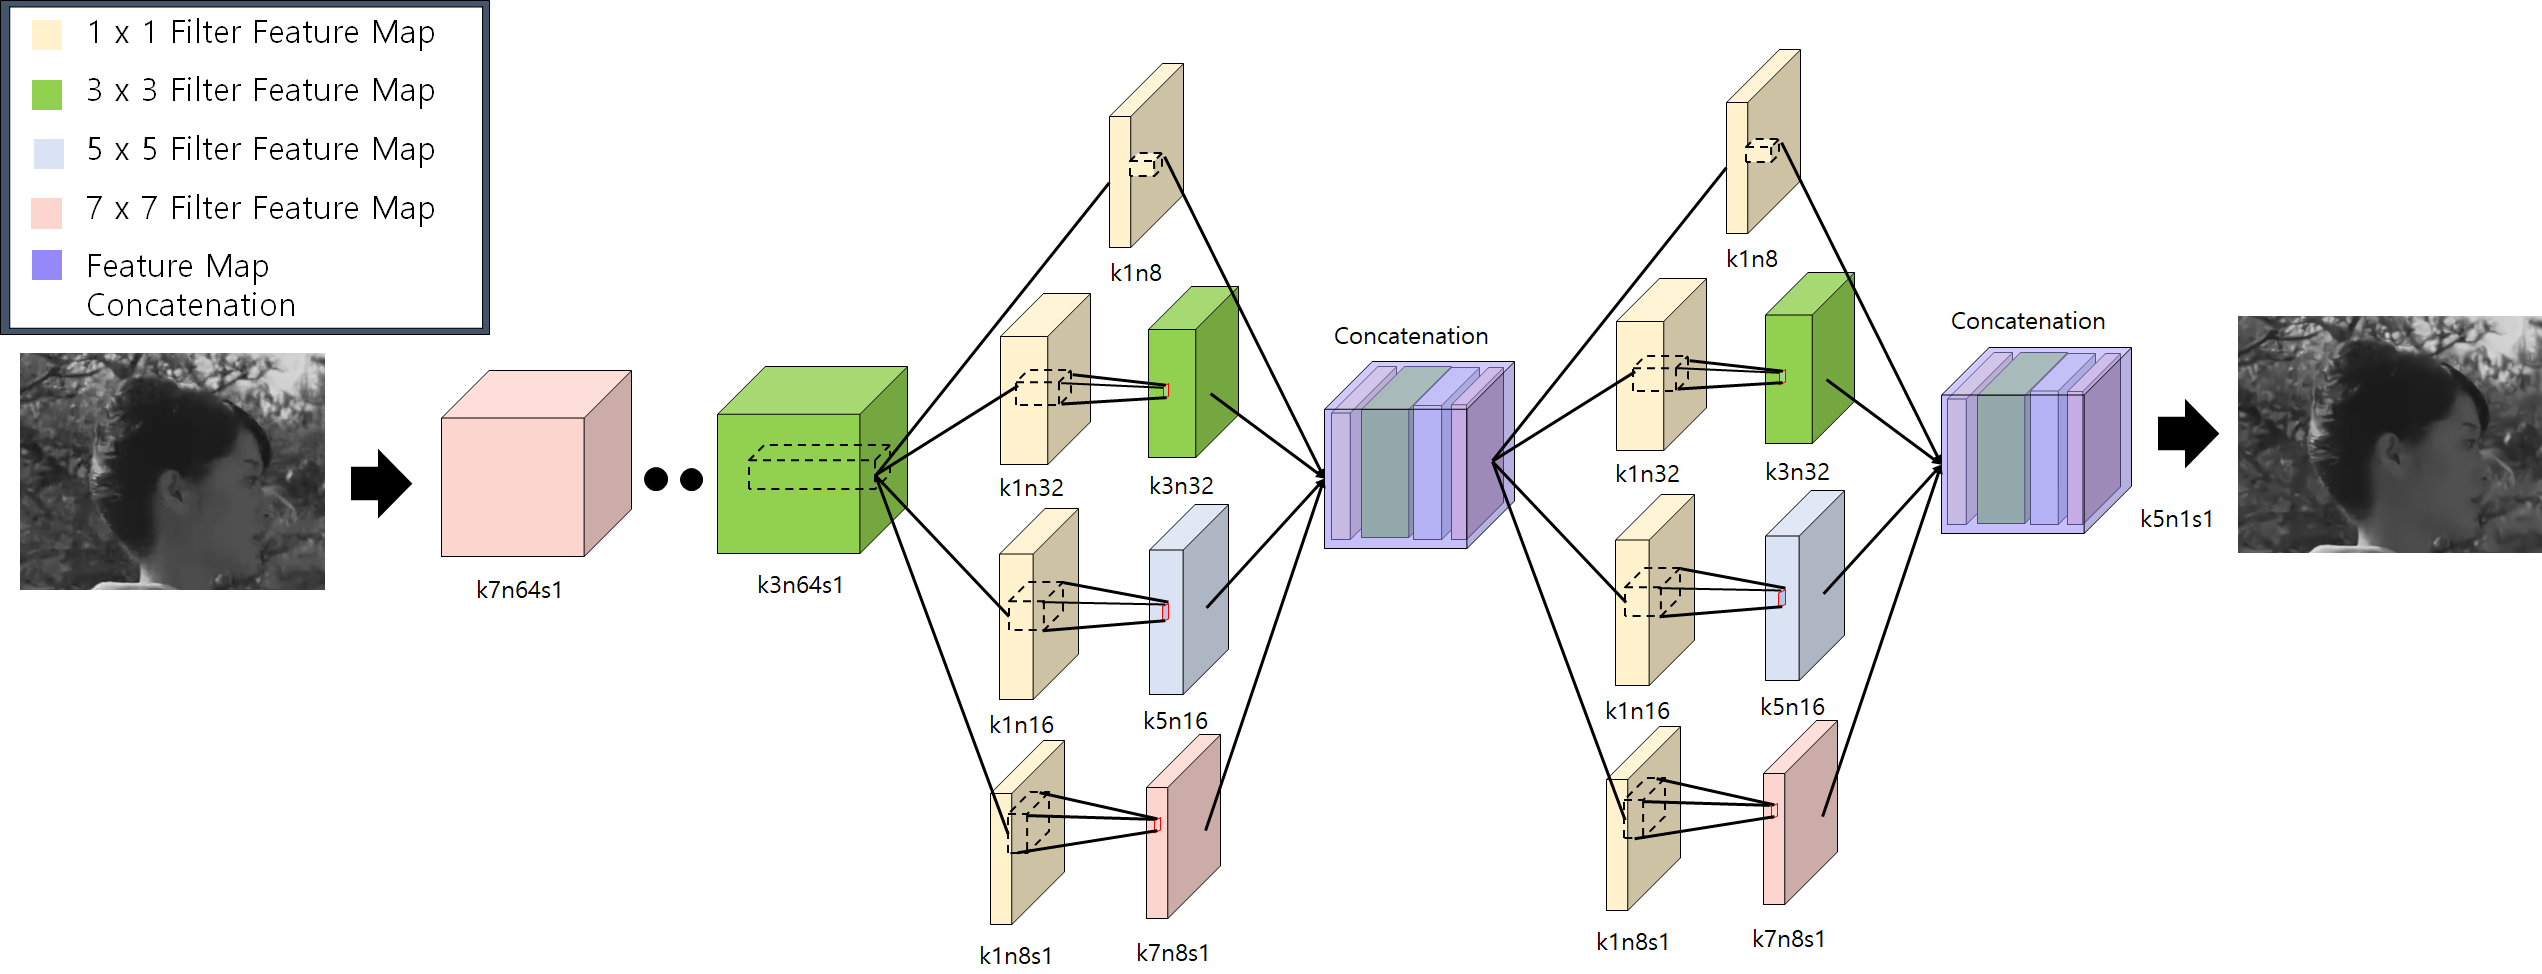 1 x 1 Filter Feature Map
3 x 3 Filter Feature Map
5 x 5 Filter Feature Map
7 x 7 Filter Feature Map
Feature Map
Concatenation
k7n64s1
k3n64s1
k1n8
k1n32
k3n32
k1n16
k5n16
k1n8s1
k7n8s1
Concatenation
k1n8
k1n32
k3n32
k1n16
k5n16
k1n8s1
k7n8s1
Concatenation
k5n1s1